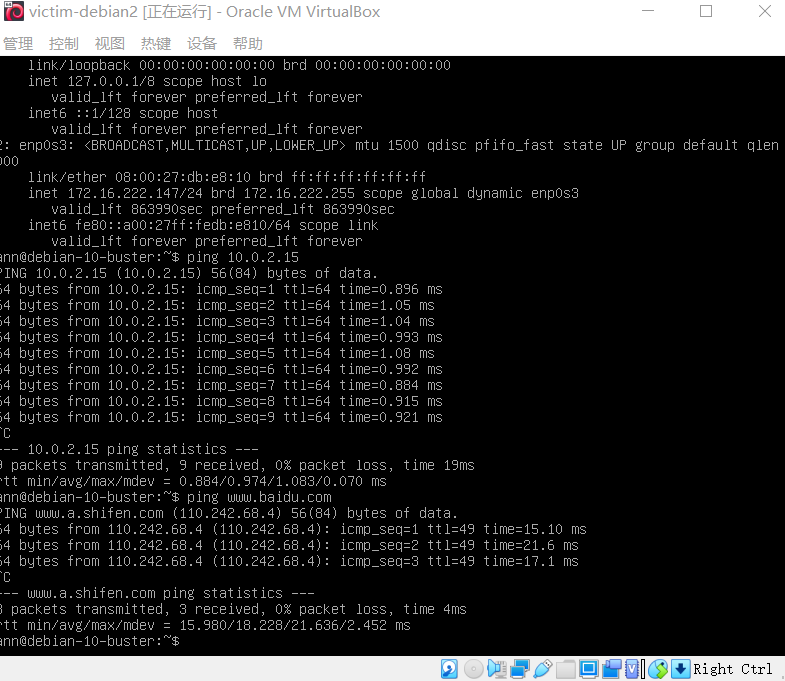 victim-debian2 [正在运行] - Oracle VM VirtualBox
管理 控制 视图 热键 设备 帮助
link/loopback 00:00:00:00:00:00 brd 00:00:00:00:00:00
inet 127.0.0.1/8 scope host lo
valid_lft forever preferred_lft forever
inet6 ::1/128 scope host
valid_lft forever preferred_lft forever
2: enp0s3: <BROADCAST,MULTICAST,UP,LOWER_UP> mtu 1500 qdisc pfifo_fast state UP group default qlen
000
link/ether 08:00:27:db:e8:10 brd ff:ff:ff:ff:ff:ff
inet 172.16.222.147/24 brd 172.16.222.255 scope global dynamic enp0s3
valid_lft 863990sec preferred_lft 863990sec
inet6 fe80::a00:27ff:fedb:e810/64 scope link
valid_lft forever preferred_lft forever
ann@debian-10-buster:~$ ping 10.0.2.15
PING 10.0.2.15 (10.0.2.15) 56(84) bytes of data.
64 bytes from 10.0.2.15: icmp_seq=1 ttl=64 time=0.896 ms
64 bytes from 10.0.2.15: icmp_seq=2 ttl=64 time=1.05 ms
64 bytes from 10.0.2.15: icmp_seq=3 ttl=64 time=1.04 ms
64 bytes from 10.0.2.15: icmp_seq=4 ttl=64 time=0.993 ms
64 bytes from 10.0.2.15: icmp_seq=5 ttl=64 time=1.08 ms
64 bytes from 10.0.2.15: icmp_seq=6 ttl=64 time=0.992 ms
64 bytes from 10.0.2.15: icmp_seq=7 ttl=64 time=0.884 ms
64 bytes from 10.0.2.15: icmp_seq=8 ttl=64 time=0.915 ms
64 bytes from 10.0.2.15: icmp_seq=9 ttl=64 time=0.921 ms
^C
--- 10.0.2.15 ping statistics ---
9 packets transmitted, 9 received, 0% packet loss, time 19ms
rtt min/avg/max/mdev = 0.884/0.974/1.083/0.070 ms
ann@debian-10-buster:~$ ping www.baidu.com
PING www.a.shifen.com (110.242.68.4) 56(84) bytes of data.
64 bytes from 110.242.68.4 (110.242.68.4): icmp_seq=1 ttl=49 time=15.10 ms
64 bytes from 110.242.68.4 (110.242.68.4): icmp_seq=2 ttl=49 time=21.6 ms
64 bytes from 110.242.68.4 (110.242.68.4): icmp_seq=3 ttl=49 time=17.1 ms
^C
--- www.a.shifen.com ping statistics ---
3 packets transmitted, 3 received, 0% packet loss, time 4ms
rtt min/avg/max/mdev = 15.980/18.228/21.636/2.452 ms
ann@debian-10-buster:~$
Right Ctrl